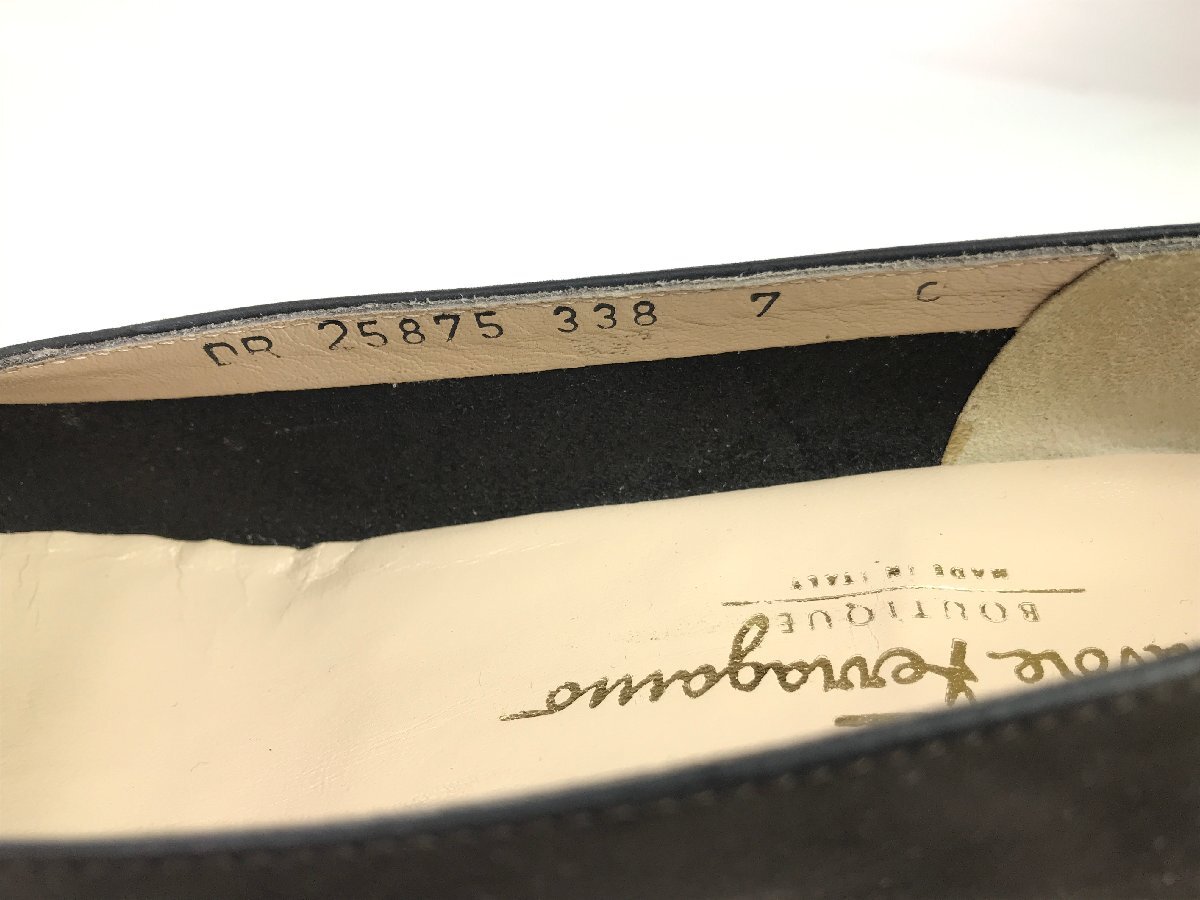 DR 25875 338 7 C
Ferragamo
BOUTIQUE
MADE IN ITALY